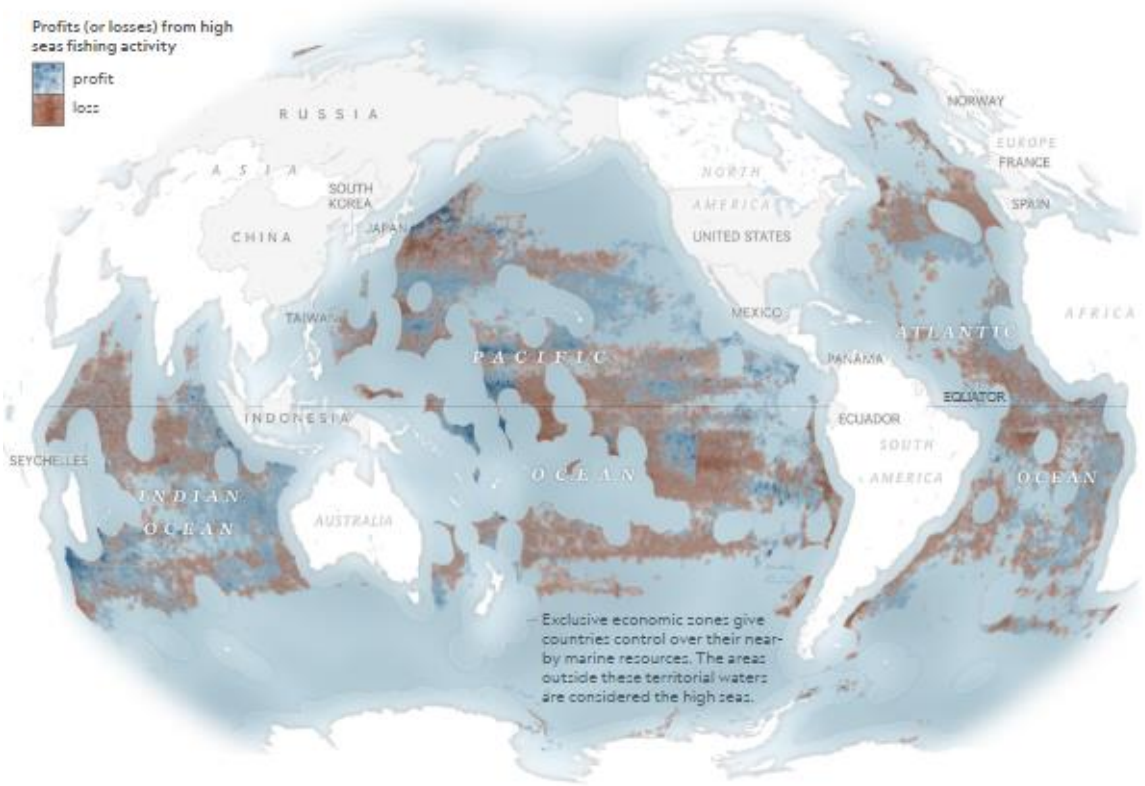 Profits (or losses) from high
seas fishing activity
profit
loss
RUSSIA
NORWAY
EUROPE
FRANCE
ASIA
NORTH
AMERICA
SOUTH
KOREA
SPAIN
CHINA
JAPAN
UNITED STATES
TAIWAN
MEXICO
AFRICA
ATLANTIC
PACIFIC
PANAMA
EQUATOR
INDONESIA
ECUADOR
SOUTH
AMERICA
SEYCHELLES
OCEAN
OCEAN
INDIAN
OCEAN
AUSTRALIA
Exclusive economic zones give
countries control over their near-
by marine resources. The areas
outside these territorial waters
are considered the high seas.